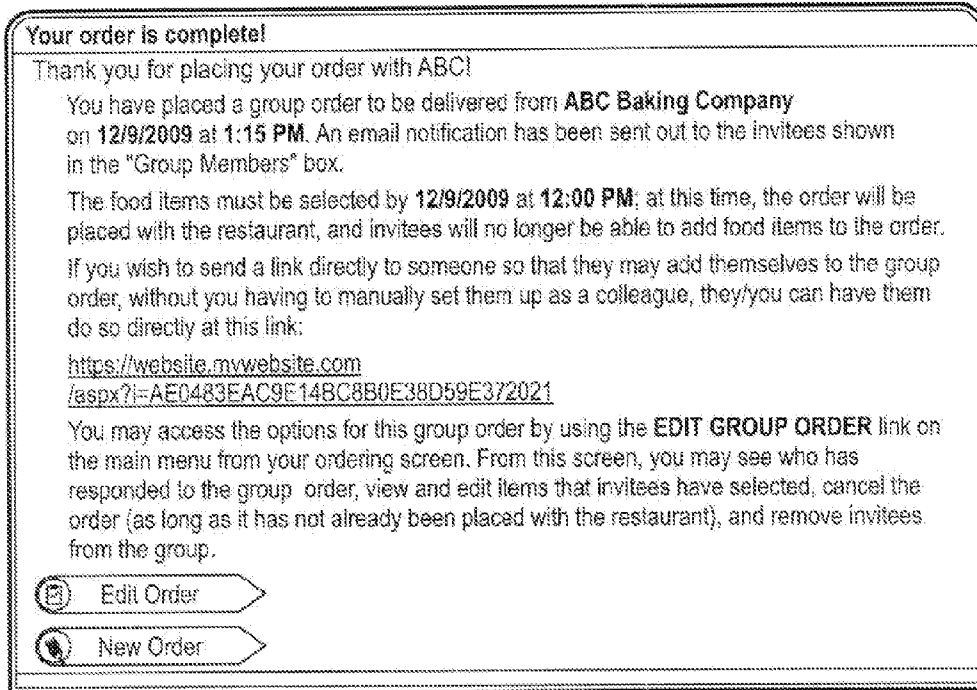 Your order is complete!
Thank you for placing your order with ABC!
You have placed a group order to be delivered from ABC Baking Company
on 12/9/2009 at 1:15 PM. An email notification has been sent out to the invitees shown
in the "Group Members" box.
The food items must be selected by 12/9/2009 at 12:00 PM; at this time, the order will be
placed with the restaurant, and invitees will no longer be able to add food items to the order.
If you wish to send a link directly to someone so that they may add themselves to the group
order, without you having to manually set them up as a colleague, they/you can have them
do so directly at this link:
https://website.mywebsite.com
/aspx?i=AE0483EAC9E14BC8B0E38D59E372021
You may access the options for this group order by using the EDIT GROUP ORDER link on
the main menu from your ordering screen. From this screen, you may see who has
responded to the group order, view and edit items that invitees have selected, cancel the
order (as long as it has not already been placed with the restaurant), and remove invitees
from the group.
Edit Order
New Order